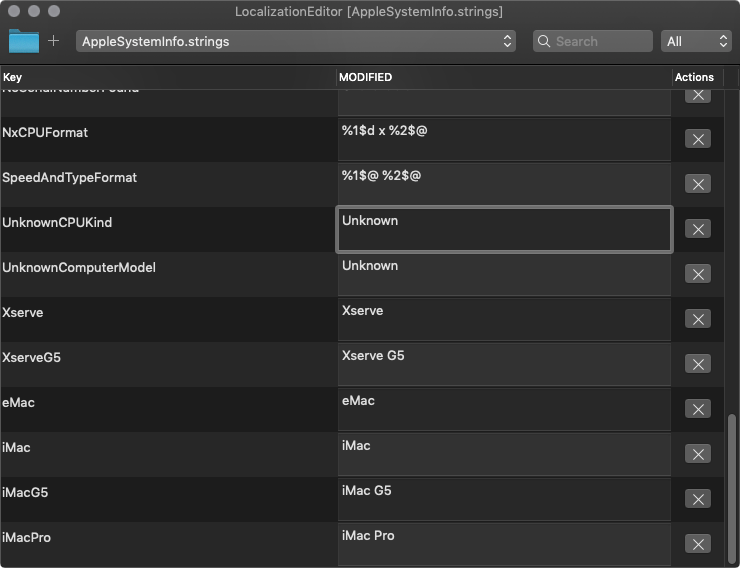 LocalizationEditor [AppleSystemInfo.strings]
AppleSystemInfo.strings
Search
All
Key MODIFIED Actions
NxCPUFormat %1$d x %2$@
SpeedAndTypeFormat %1$@ %2$@
UnknownCPUKind Unknown
UnknownComputerModel Unknown
Xserve Xserve
XserveG5 Xserve G5
eMac eMac
iMac iMac
iMacG5 iMac G5
iMacPro iMac Pro